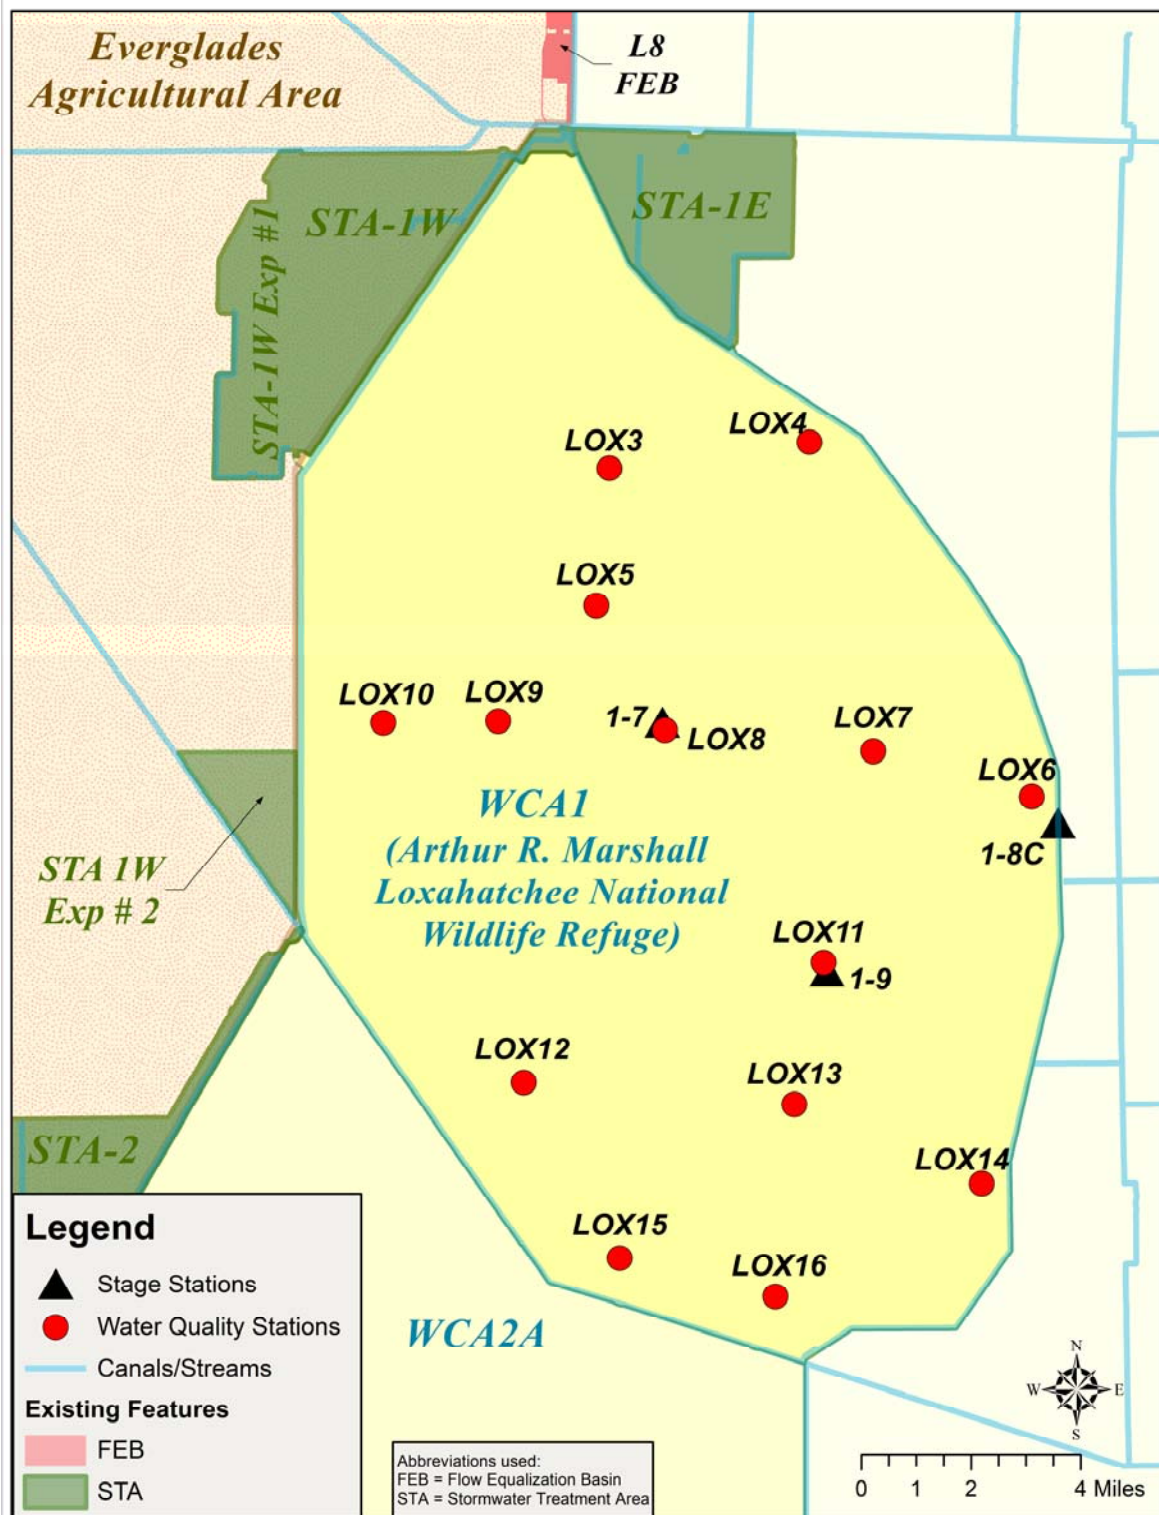 Everglades
Agricultural Area
L8
FEB
STA-1W
STA-1E
STA-1W Exp #1
LOX3
LOX4
LOX5
LOX10
LOX9
1-7
LOX8
LOX7
LOX6
1-8C
WCA1
(Arthur R. Marshall
Loxahatchee National
Wildlife Refuge)
STA 1W
Exp # 2
LOX11
1-9
LOX12
LOX13
STA-2
LOX14
LOX15
LOX16
WCA2A
Legend
Stage Stations
Water Quality Stations
Canals/Streams
Existing Features
FEB
STA
Abbreviations used:
FEB = Flow Equalization Basin
STA = Stormwater Treatment Area
N
W E
S
0 1 2 4 Miles